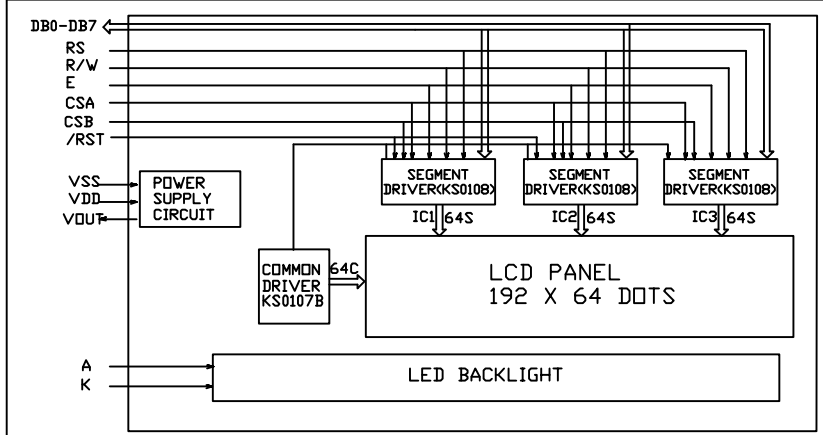 DB0-DB7
RS
R/W
E
CSA
CSB
/RST
SEGMENT
DRIVER(KS0108)
SEGMENT
DRIVER(KS0108)
SEGMENT
DRIVER(KS0108)
VSS
VDD
VOUT
POWER
SUPPLY
CIRCUIT
IC1 64S
IC2 64S
IC3 64S
COMMON
DRIVER
KS0107B
64C
LCD PANEL
192 X 64 DOTS
A
K
LED BACKLIGHT